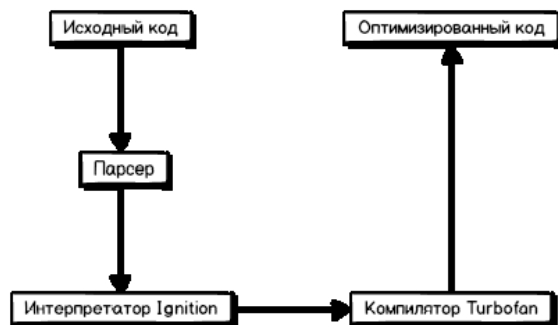 Исходный код
Оптимизированный код
Парсер
Интерпретатор Ignition
Компилятор Turbofan